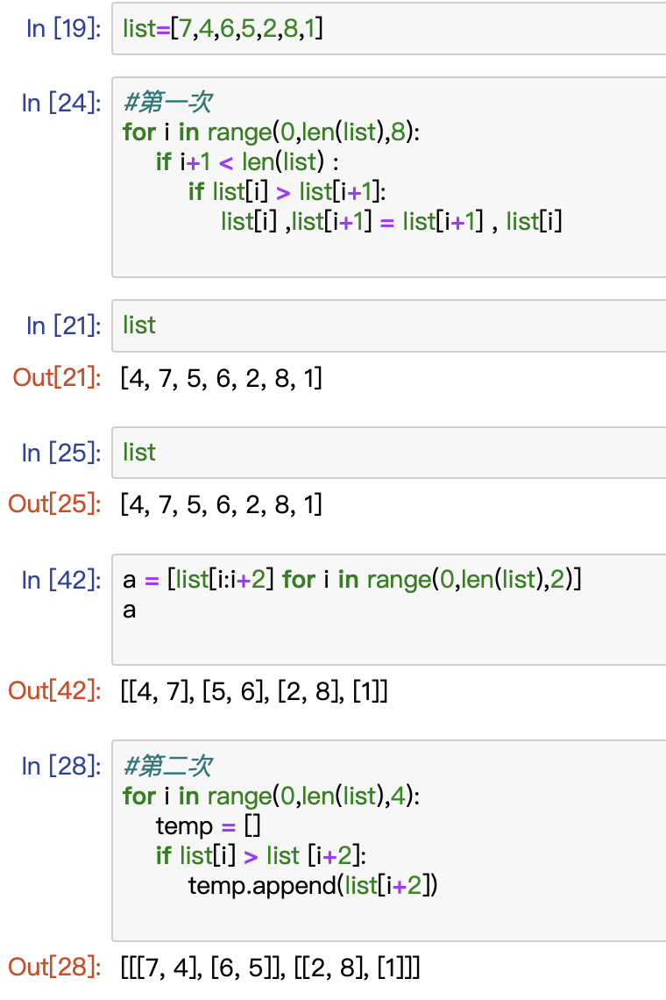 In [19]: list=[7,4,6,5,2,8,1]
In [24]: #第一次
for i in range(0,len(list),8):
    if i+1 < len(list) :
        if list[i] > list[i+1]:
            list[i] ,list[i+1] = list[i+1] , list[i]
In [21]: list
Out[21]: [4, 7, 5, 6, 2, 8, 1]
In [25]: list
Out[25]: [4, 7, 5, 6, 2, 8, 1]
In [42]: a = [list[i:i+2] for i in range(0,len(list),2)]
a
Out[42]: [[4, 7], [5, 6], [2, 8], [1]]
In [28]: #第二次
for i in range(0,len(list),4):
    temp = []
    if list[i] > list [i+2]:
        temp.append(list[i+2])
Out[28]: [[[7, 4], [6, 5]], [[2, 8], [1]]]